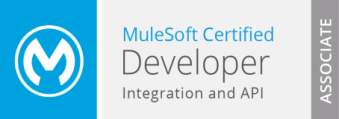 MuleSoft Certified
Developer
Integration and API
ASSOCIATE